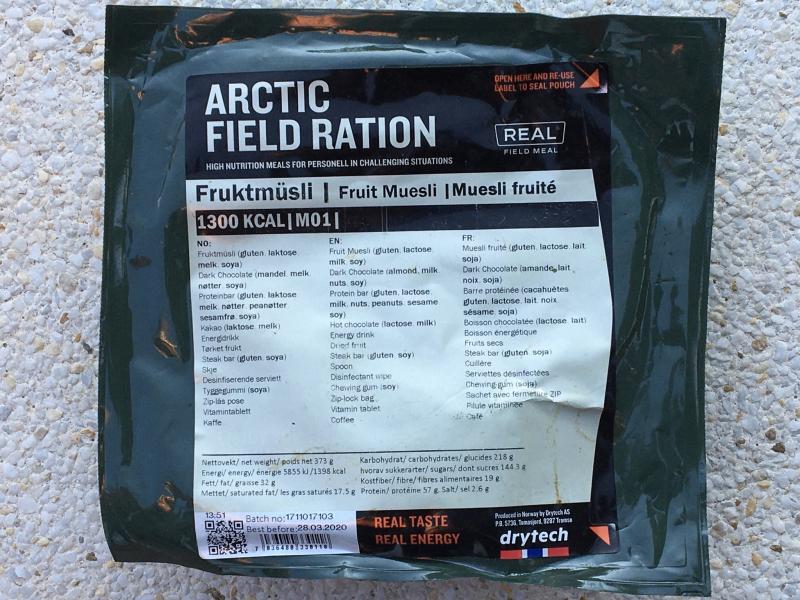 OPEN HERE AND RE-USE
LABEL TO SEAL POUCH
ARCTIC
FIELD RATION
REAL
FIELD MEAL
HIGH NUTRITION MEALS FOR PERSONELL IN CHALLENGING SITUATIONS
Fruktmüsli | Fruit Muesli | Muesli fruité
1300 KCAL | M01 |
NO:
Fruktmüsli (gluten, laktose
melk, soya)
Dark Chocolate (mandel, melk,
nøtter, soya)
Proteinbar (gluten, laktose
melk, nøtter, peanøtter,
sesamfrø, soya)
Kakao (laktose, melk)
Energidrikk
Tørket frukt
Steak bar (gluten, soya)
Skje
Desinfiserende serviett
Tyggegummi (soya)
Zip-lås pose
Vitamintablett
Kaffe
EN:
Fruit Muesli (gluten, lactose,
milk, soy)
Dark Chocolate (almond, milk
nuts, soy)
Protein bar (gluten, lactose,
milk, nuts, peanuts, sesame
soy)
Hot chocolate (lactose, milk)
Energy drink
Dried fruit
Steak bar (gluten, soy)
Spoon
Disinfectant wipe
Chewing gum (soy)
Zip-lock bag
Vitamin tablet
Coffee
FR:
Muesli fruité (gluten, lactose, lait
soja)
Dark Chocolate (amande, lait
noix, soja)
Barre protéinée (cacahuètes
gluten, lactose, lait, noix
sésame, soja)
Boisson chocolatée (lactose, lait)
Boisson énergétique
Fruits secs
Steak bar (gluten, soja)
Cuillère
Serviettes désinfectées
Chewing-gum (soja)
Sachet avec fermeture ZIP
Pilule vitaminée
Café
Nettovekt/ net weight/ poids net 373 g
Energi/ energy/ énergie 5855 kJ /1398 kcal
Fett/ fat/ graisse 32 g
Mettet/ saturated fat/ les gras saturés 17,5 g
Karbohydrat/ carbohydrates/ glucides 218 g
hvorav sukkerarter/ sugars/ dont sucres 144.3 g
Kostfiber/ fibre/ fibres alimentaires 19 g
Protein/ protéine 57 g, Salt/ sel 2,6 g
13:51
Batch no:1711017103
Best before:28.03.2020
REAL TASTE
REAL ENERGY
Produced in Norway by Drytech AS
P.B. 5736, Tomasjord, 9287 Tromsø
drytech